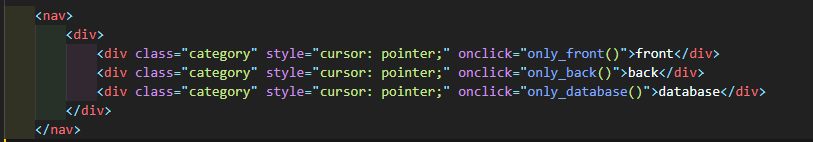 <nav>
<div>
<div class="category" style="cursor: pointer;" onclick="only_front()">front</div>
<div class="category" style="cursor: pointer;" onclick="only_back()">back</div>
<div class="category" style="cursor: pointer;" onclick="only_database()">database</div>
</div>
</nav>